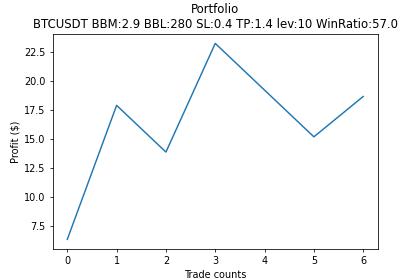 Portfolio
BTCUSDT BBM:2.9 BBL:280 SL:0.4 TP:1.4 lev:10 WinRatio:57.0
22.5
20.0
17.5
15.0
12.5
10.0
7.5
Profit ($)
0 1 2 3 4 5 6
Trade counts